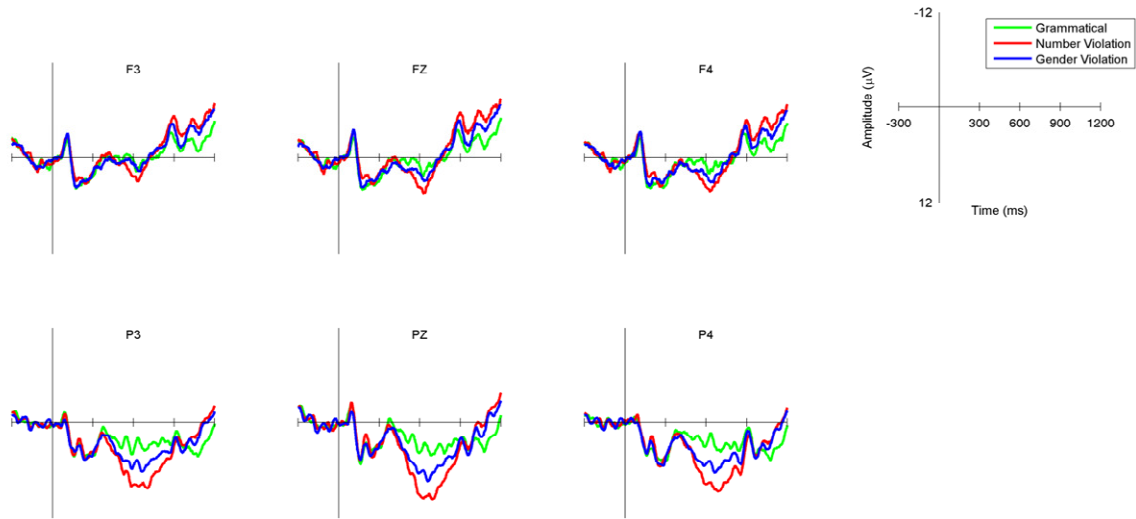 -12
Grammatical
Number Violation
Gender Violation
Amplitude (µV)
-300
300
600
900
1200
12
Time (ms)
F3
FZ
F4
P3
PZ
P4